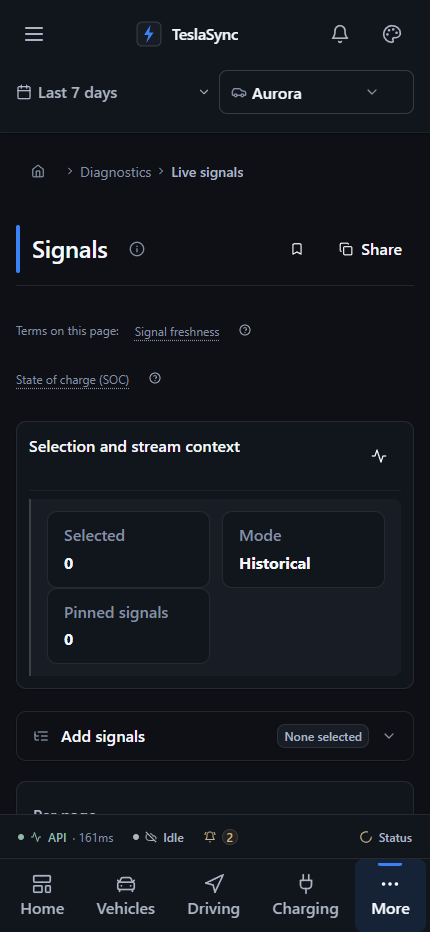 TeslaSync
Last 7 days
Aurora
Diagnostics
Live signals
Signals
Share
Terms on this page: Signal freshness
State of charge (SOC)
Selection and stream context
Selected
0
Mode
Historical
Pinned signals
0
Add signals
None selected
Per page
API · 161ms
Idle
2
Status
Home
Vehicles
Driving
Charging
More